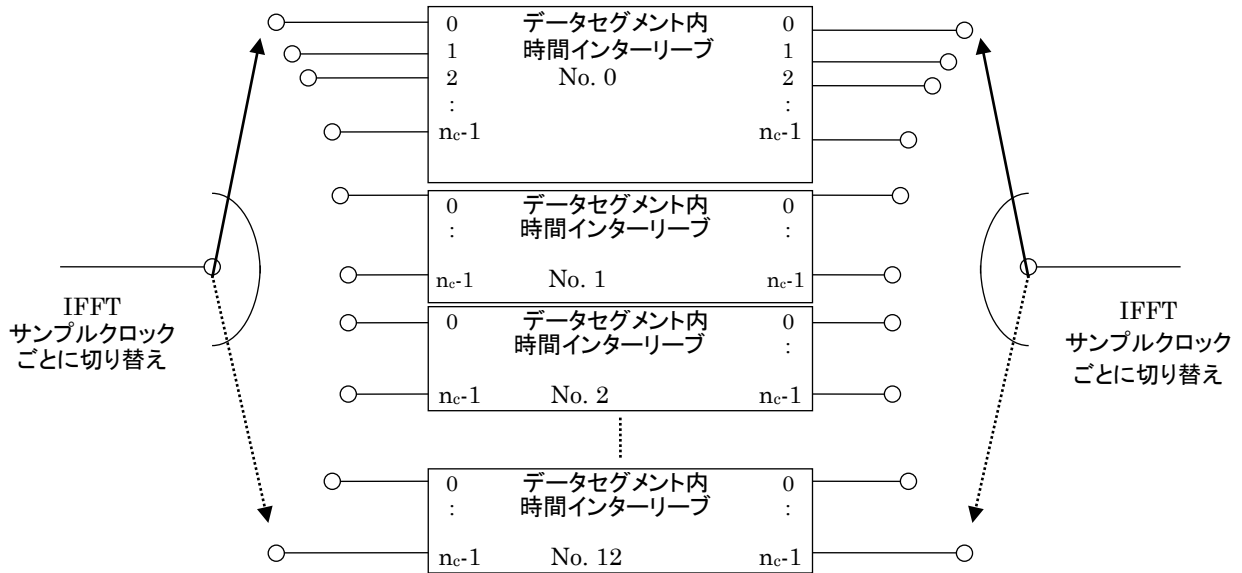 0 データセグメント内 0
1 時間インターリーブ 1
2 No. 0 2
: :
nc-1 nc-1
0 データセグメント内 0
: 時間インターリーブ :
nc-1 No. 1 nc-1
IFFT
サンプルクロック
ごとに切り替え
0 データセグメント内 0
時間インターリーブ :
nc-1 No. 2 nc-1
IFFT
サンプルクロック
ごとに切り替え
0 データセグメント内 0
: 時間インターリーブ :
nc-1 No. 12 nc-1